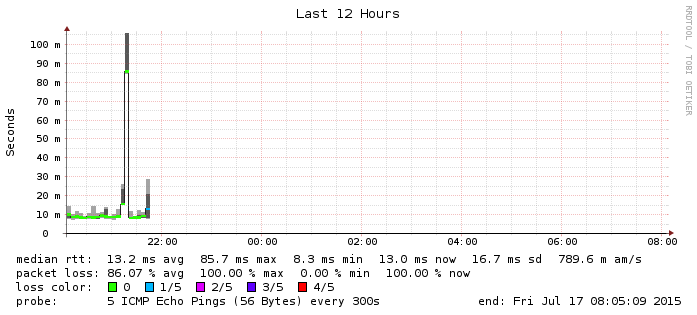 Last 12 Hours
RRDTOOL / TOBI OETIKER
Seconds
100 m
90 m
80 m
70 m
60 m
50 m
40 m
30 m
20 m
10 m
0
22:00 00:00 02:00 04:00 06:00 08:00
median rtt: 13.2 ms avg 85.7 ms max 8.3 ms min 13.0 ms now 16.7 ms sd 789.6 m am/s
packet loss: 86.07 % avg 100.00 % max 0.00 % min 100.00 % now
loss color: 0 1/5 2/5 3/5 4/5
probe: 5 ICMP Echo Pings (56 Bytes) every 300s end: Fri Jul 17 08:05:09 2015